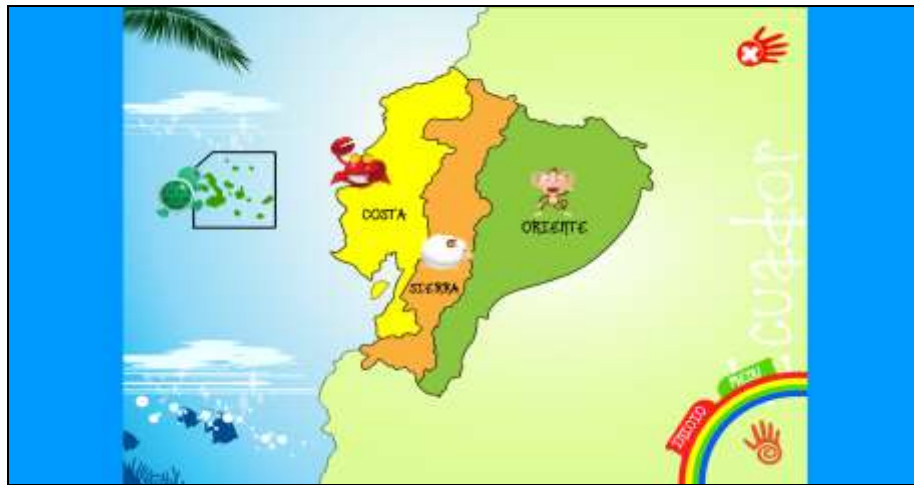 COSTA
ORIENTE
SIERRA
Ecuador
INICIO
MENU